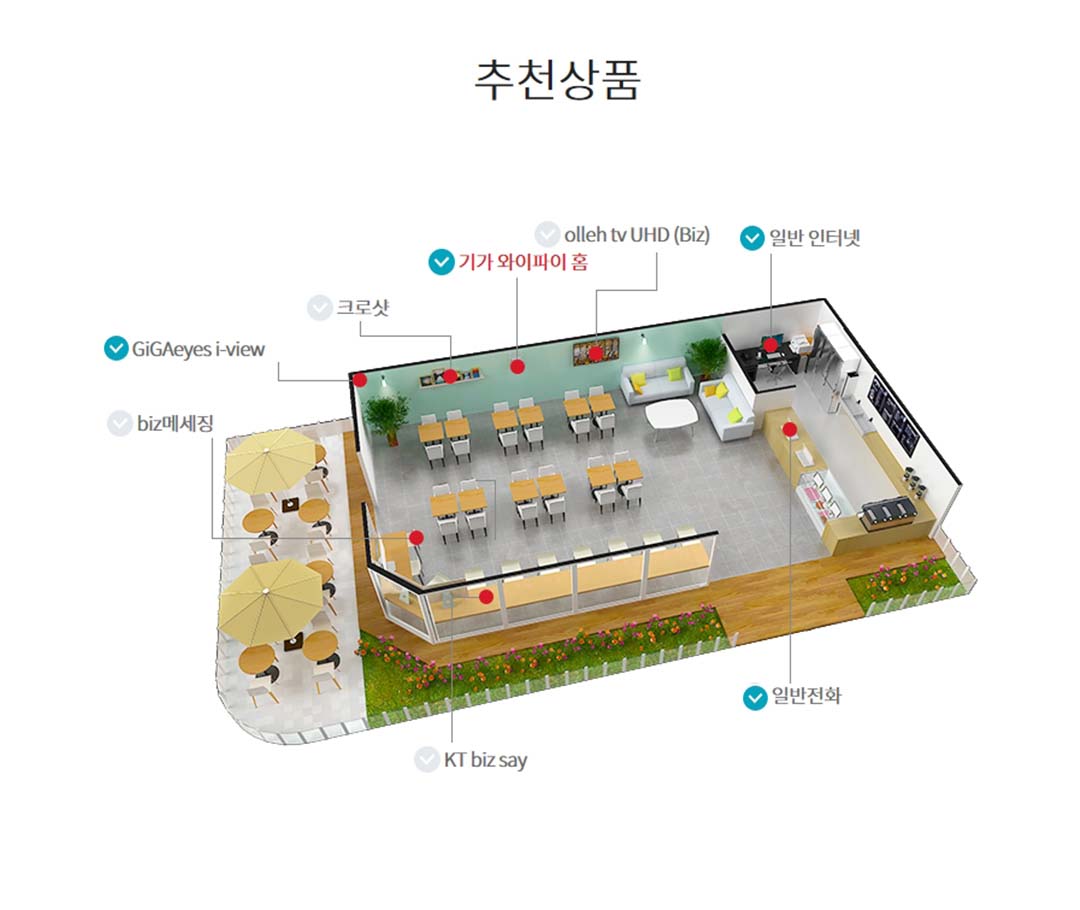 추천상품
olleh tv UHD (Biz)
일반 인터넷
기가 와이파이 홈
크로샷
GiGAeyes i-view
biz메세징
일반전화
KT biz say